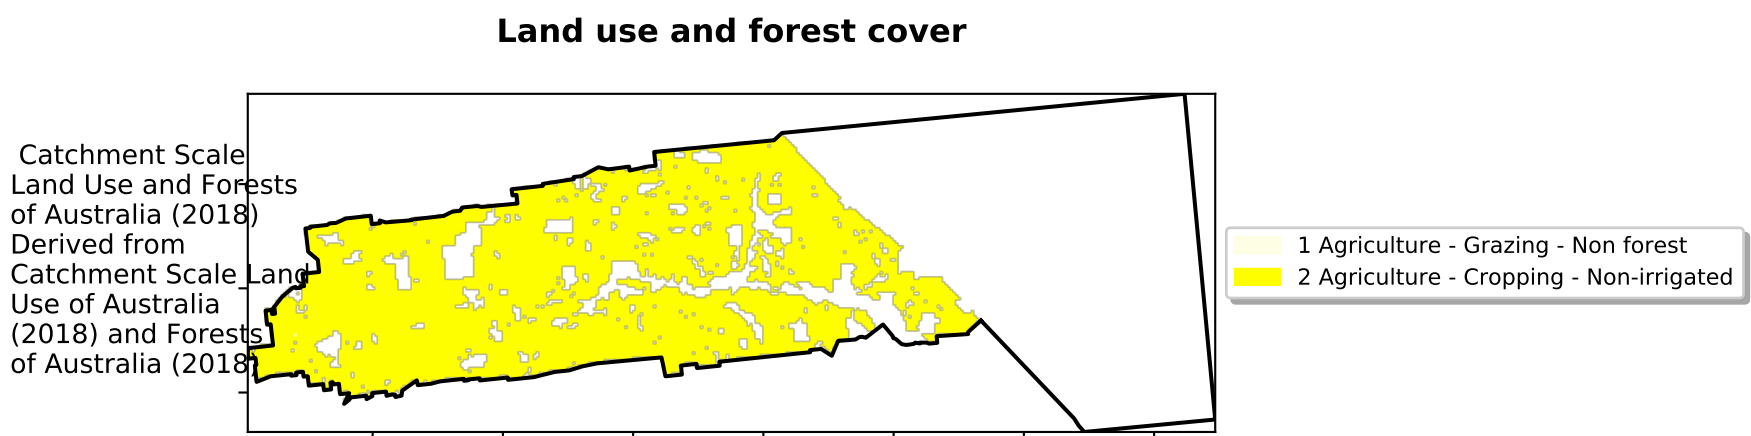 Land use and forest cover
Catchment Scale
Land Use and Forests
of Australia (2018)
Derived from
Catchment Scale Land
Use of Australia
(2018) and Forests
of Australia (2018
1 Agriculture - Grazing - Non forest
2 Agriculture - Cropping - Non-irrigated